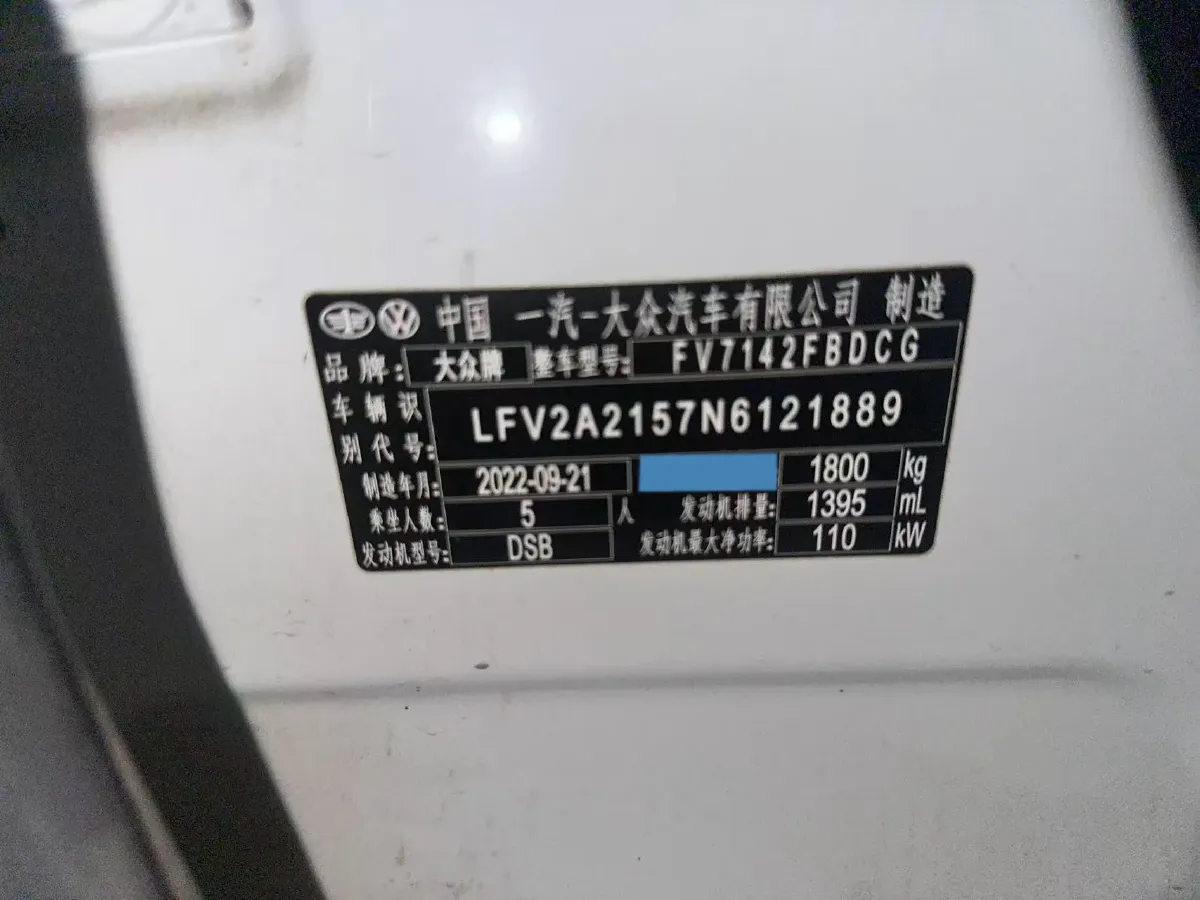 中国 一汽-大众汽车有限公司 制造
品牌: 大众牌 整车型号: FV7142FBDCG
车辆识别代号: LFV2A2157N6121889
制造年月: 2022-09-21 1800 kg
乘坐人数: 5 人 发动机排量: 1395 mL
发动机型号: DSB 发动机最大净功率: 110 kW